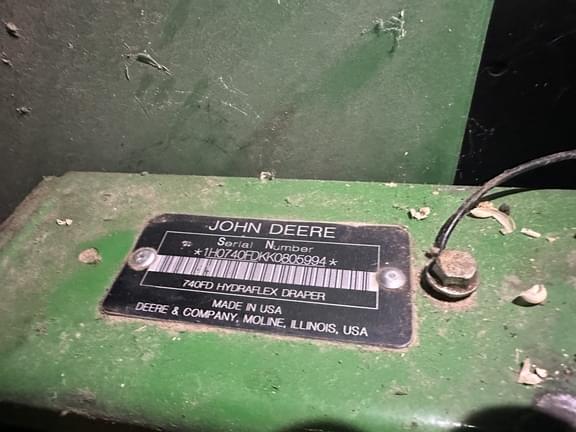 JOHN DEERE
Serial Number
*1H0740FDKK0805994*
740FD HYDRAFLEX DRAPER
MADE IN USA
DEERE & COMPANY, MOLINE, ILLINOIS, USA